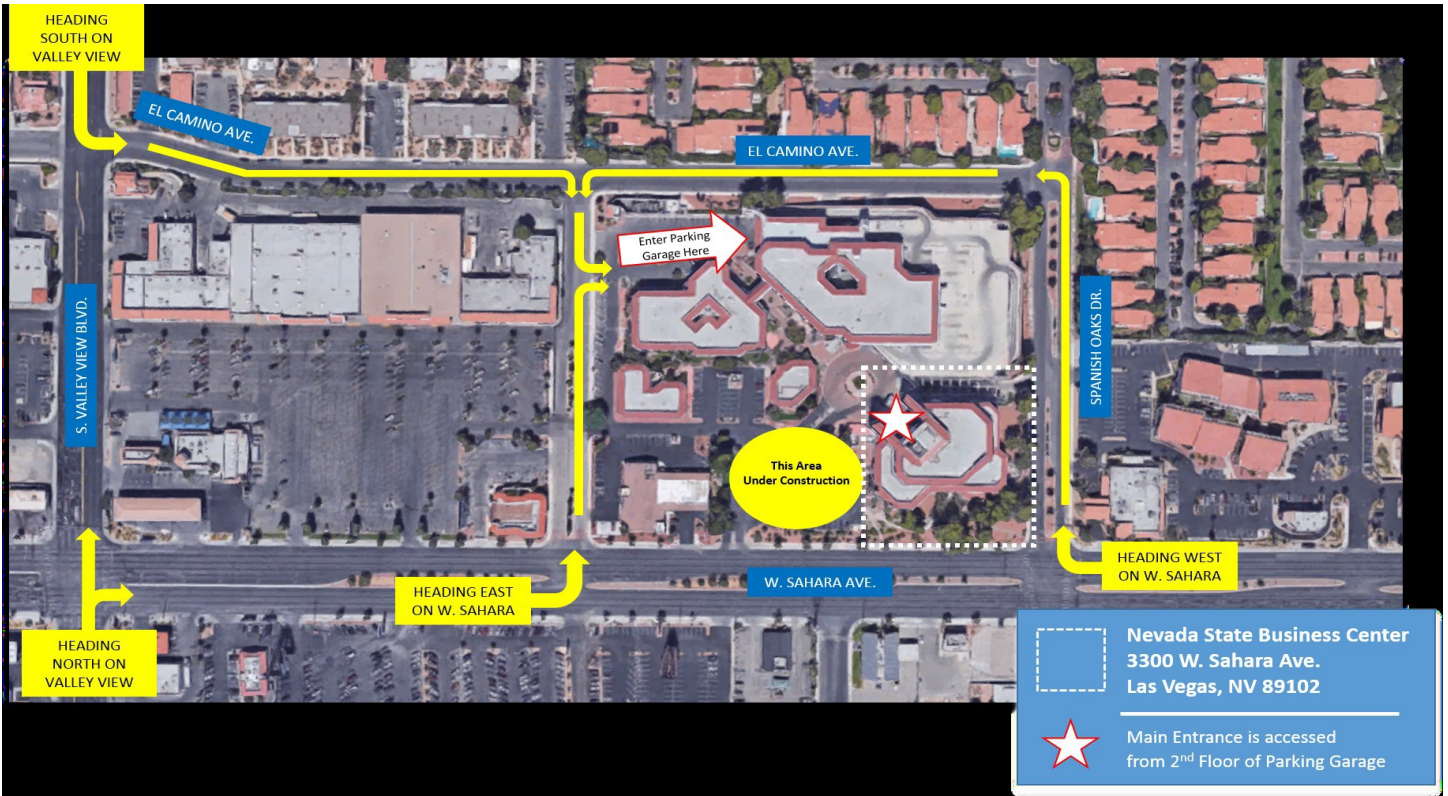 HEADING
SOUTH ON
VALLEY VIEW
EL CAMINO AVE.
EL CAMINO AVE.
Enter Parking
Garage Here
S. VALLEY VIEW BLVD.
SPANISH OAKS DR.
This Area
Under Construction
HEADING EAST
ON W. SAHARA
W. SAHARA AVE.
HEADING WEST
ON W. SAHARA
HEADING
NORTH ON
VALLEY VIEW
Nevada State Business Center
3300 W. Sahara Ave.
Las Vegas, NV 89102
Main Entrance is accessed
from 2nd Floor of Parking Garage